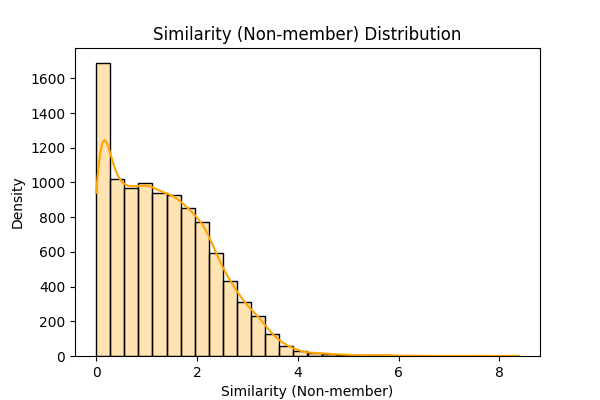 Similarity (Non-member) Distribution
Density
1600
1400
1200
1000
800
600
400
200
0
0 2 4 6 8
Similarity (Non-member)